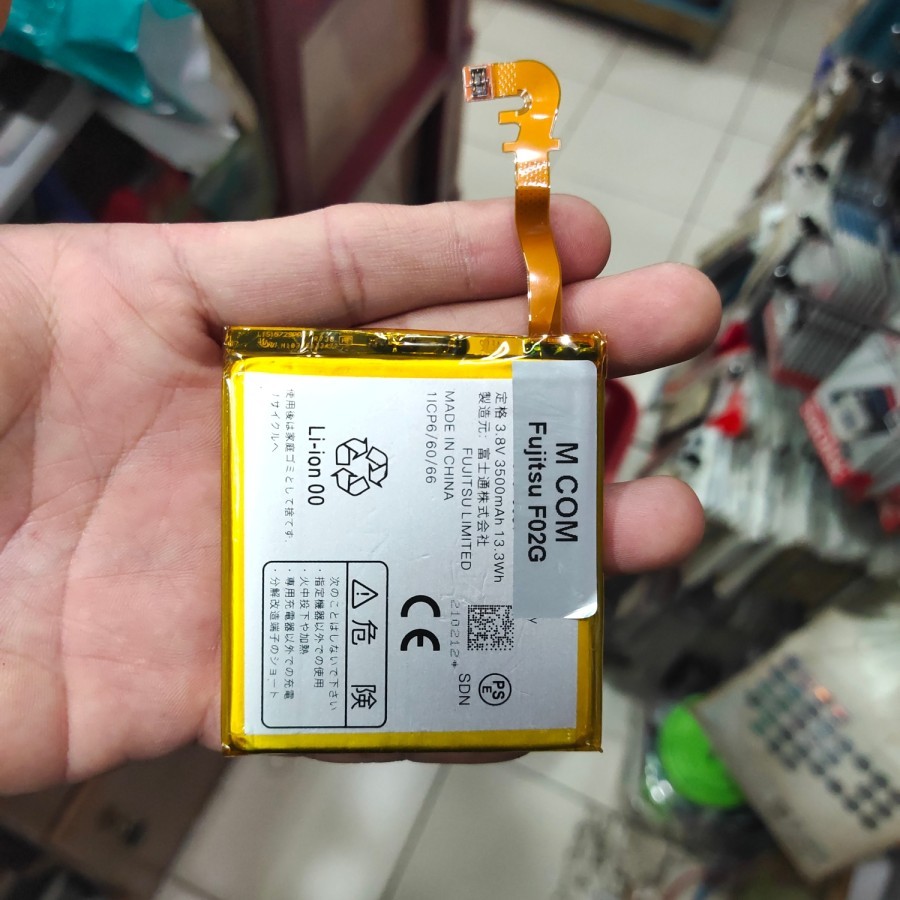 M COM
Fujitsu F02G
定格 3.8V 3500mAh 13.3Wh
製造元: 富士通株式会社
FUJITSU LIMITED
MADE IN CHINA
1ICP6/60/66
210212* SDN
PS
E
CE
Li-ion 00
使用後は家庭ゴミとして捨てず、
リサイクルへ
危険
次のことはしないで下さい
・指定機器以外での使用
・火中投下や加熱
・専用充電器以外での充電
・分解改造端子のショート